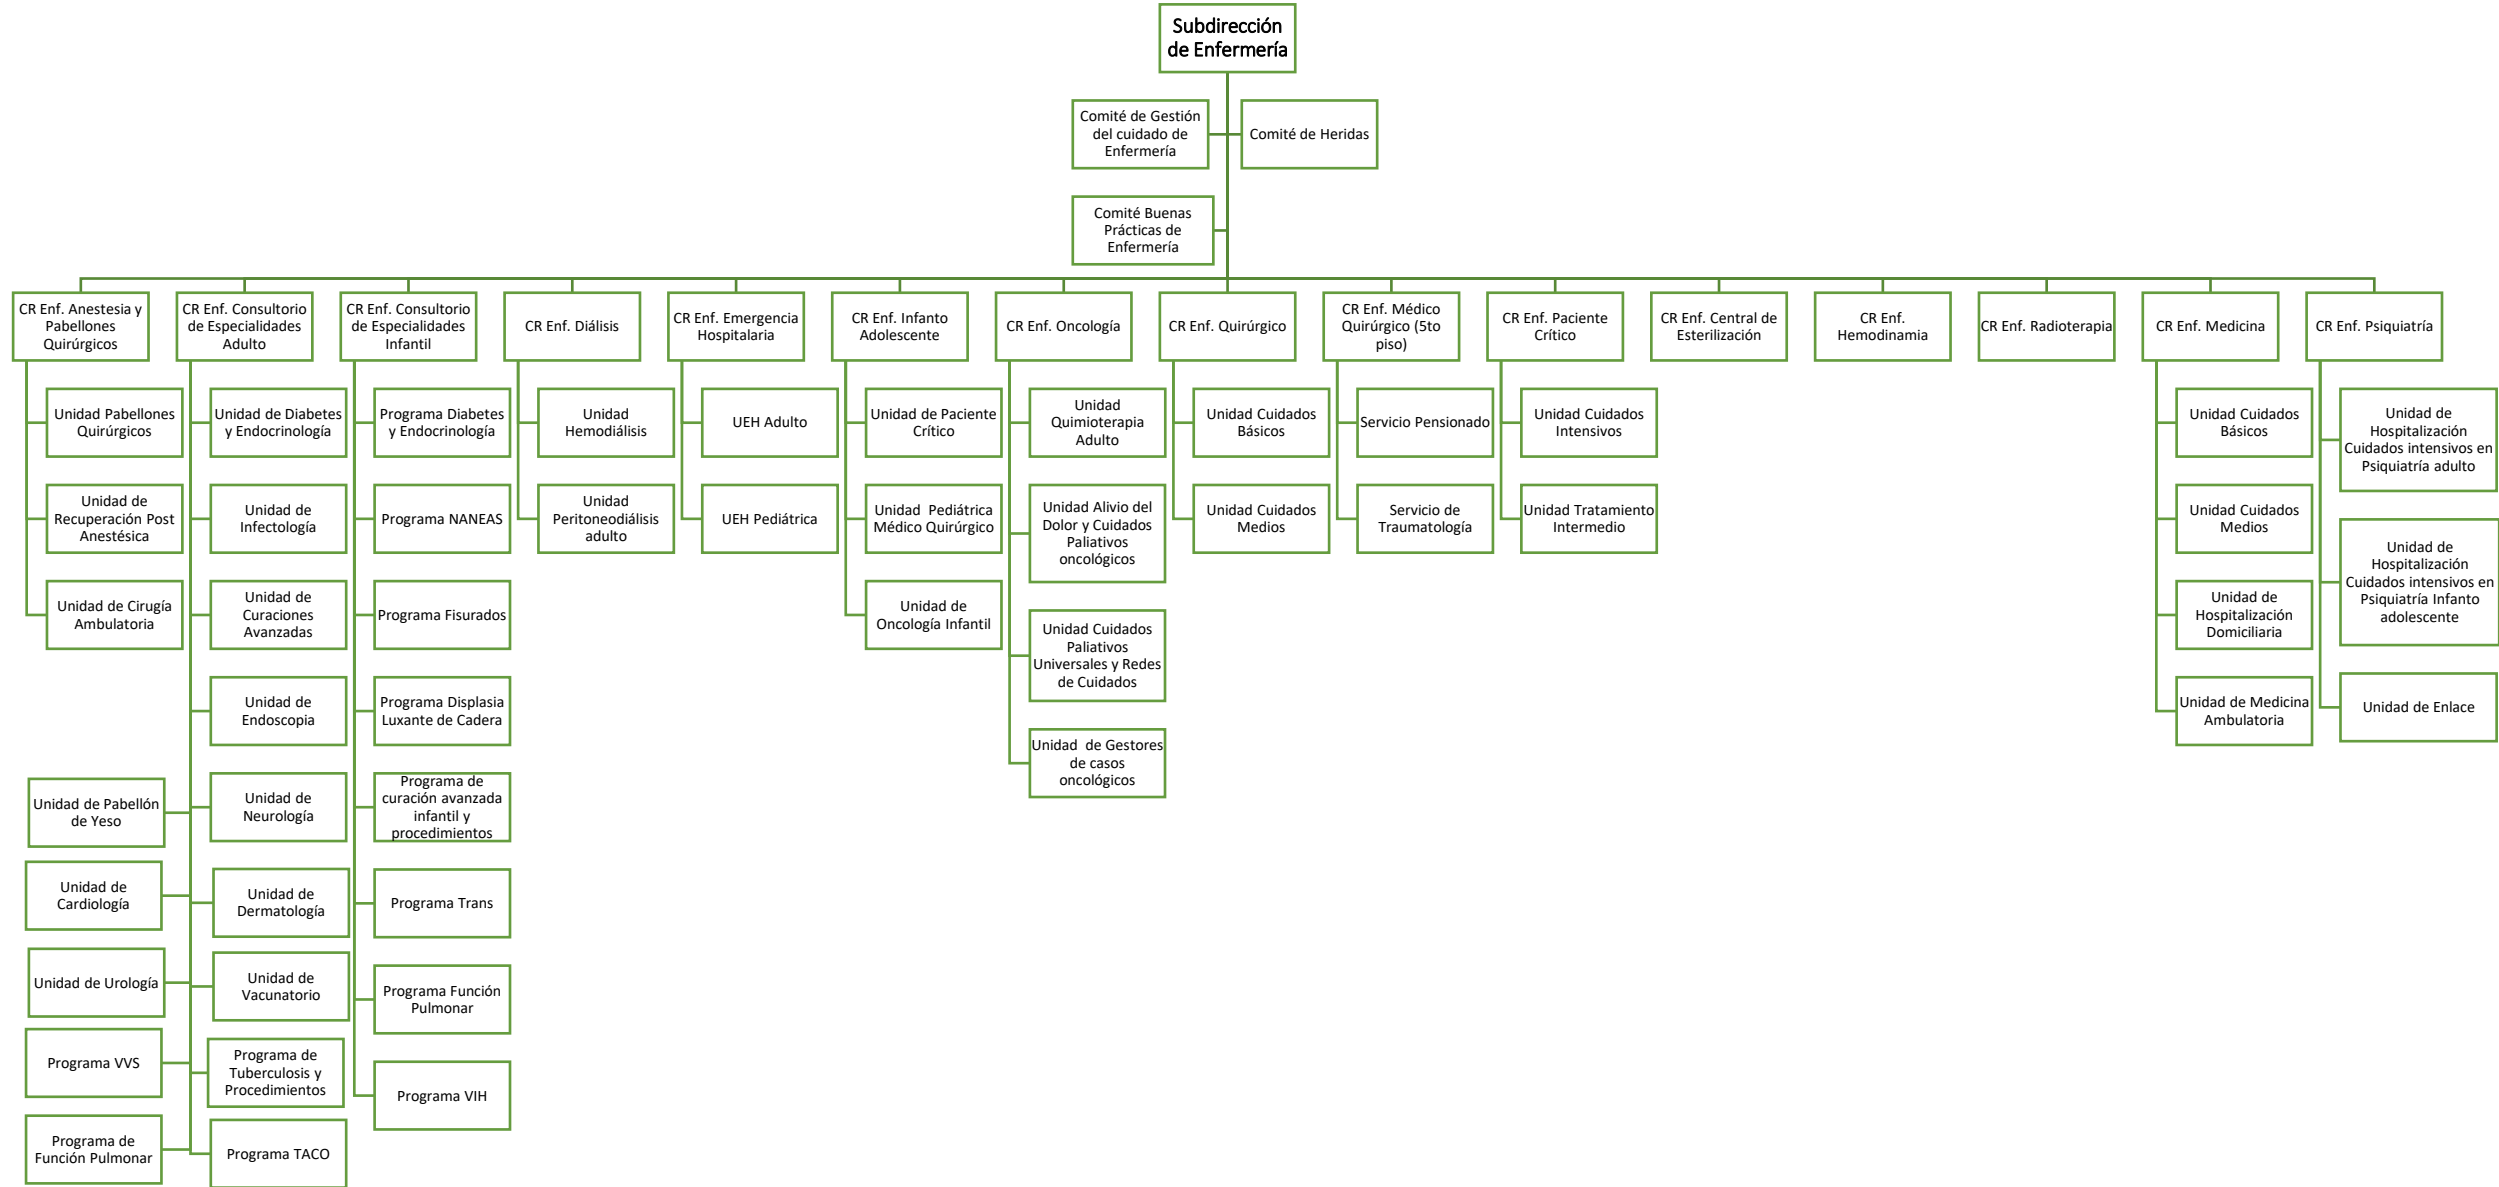 Subdirección
de Enfermería
Comité de Gestión
del cuidado de
Enfermería
Comité de Heridas
Comité Buenas
Prácticas de
Enfermería
CR Enf. Anestesia y
Pabellones
Quirúrgicos
CR Enf. Consultorio
de Especialidades
Adulto
CR Enf. Consultorio
de Especialidades
Infantil
CR Enf. Diálisis
CR Enf. Emergencia
Hospitalaria
CR Enf. Infanto
Adolescente
CR Enf. Oncología
CR Enf. Quirúrgico
CR Enf. Médico
Quirúrgico (5to
piso)
CR Enf. Paciente
Crítico
CR Enf. Central de
Esterilización
CR Enf.
Hemodinamia
CR Enf. Radioterapia
CR Enf. Medicina
CR Enf. Psiquiatría
Unidad Pabellones
Quirúrgicos
Unidad de
Recuperación Post
Anestésica
Unidad de Cirugía
Ambulatoria
Unidad de Diabetes
y Endocrinología
Unidad de
Infectología
Unidad de
Curaciones
Avanzadas
Unidad de
Endoscopia
Unidad de
Neurología
Unidad de
Dermatología
Unidad de
Vacunatorio
Programa de
Tuberculosis y
Procedimientos
Programa TACO
Unidad de Pabellón
de Yeso
Unidad de
Cardiología
Unidad de Urología
Programa VVS
Programa de
Función Pulmonar
Programa Diabetes
y Endocrinología
Programa NANEAS
Programa Fisurados
Programa Displasia
Luxante de Cadera
Programa de
curación avanzada
infantil y
procedimientos
Programa Trans
Programa Función
Pulmonar
Programa VIH
Unidad
Hemodiálisis
Unidad
Peritoneodiálisis
adulto
UEH Adulto
UEH Pediátrica
Unidad de Paciente
Crítico
Unidad  Pediátrica
Médico Quirúrgico
Unidad de
Oncología Infantil
Unidad
Quimioterapia
Adulto
Unidad Alivio del
Dolor y Cuidados
Paliativos
oncológicos
Unidad Cuidados
Paliativos
Universales y Redes
de Cuidados
Unidad  de Gestores
de casos
oncológicos
Unidad Cuidados
Básicos
Unidad Cuidados
Medios
Servicio Pensionado
Servicio de
Traumatología
Unidad Cuidados
Intensivos
Unidad Tratamiento
Intermedio
Unidad Cuidados
Básicos
Unidad Cuidados
Medios
Unidad de
Hospitalización
Domiciliaria
Unidad de Medicina
Ambulatoria
Unidad de
Hospitalización
Cuidados intensivos en
Psiquiatría adulto
Unidad de
Hospitalización
Cuidados intensivos en
Psiquiatría Infanto
adolescente
Unidad de Enlace